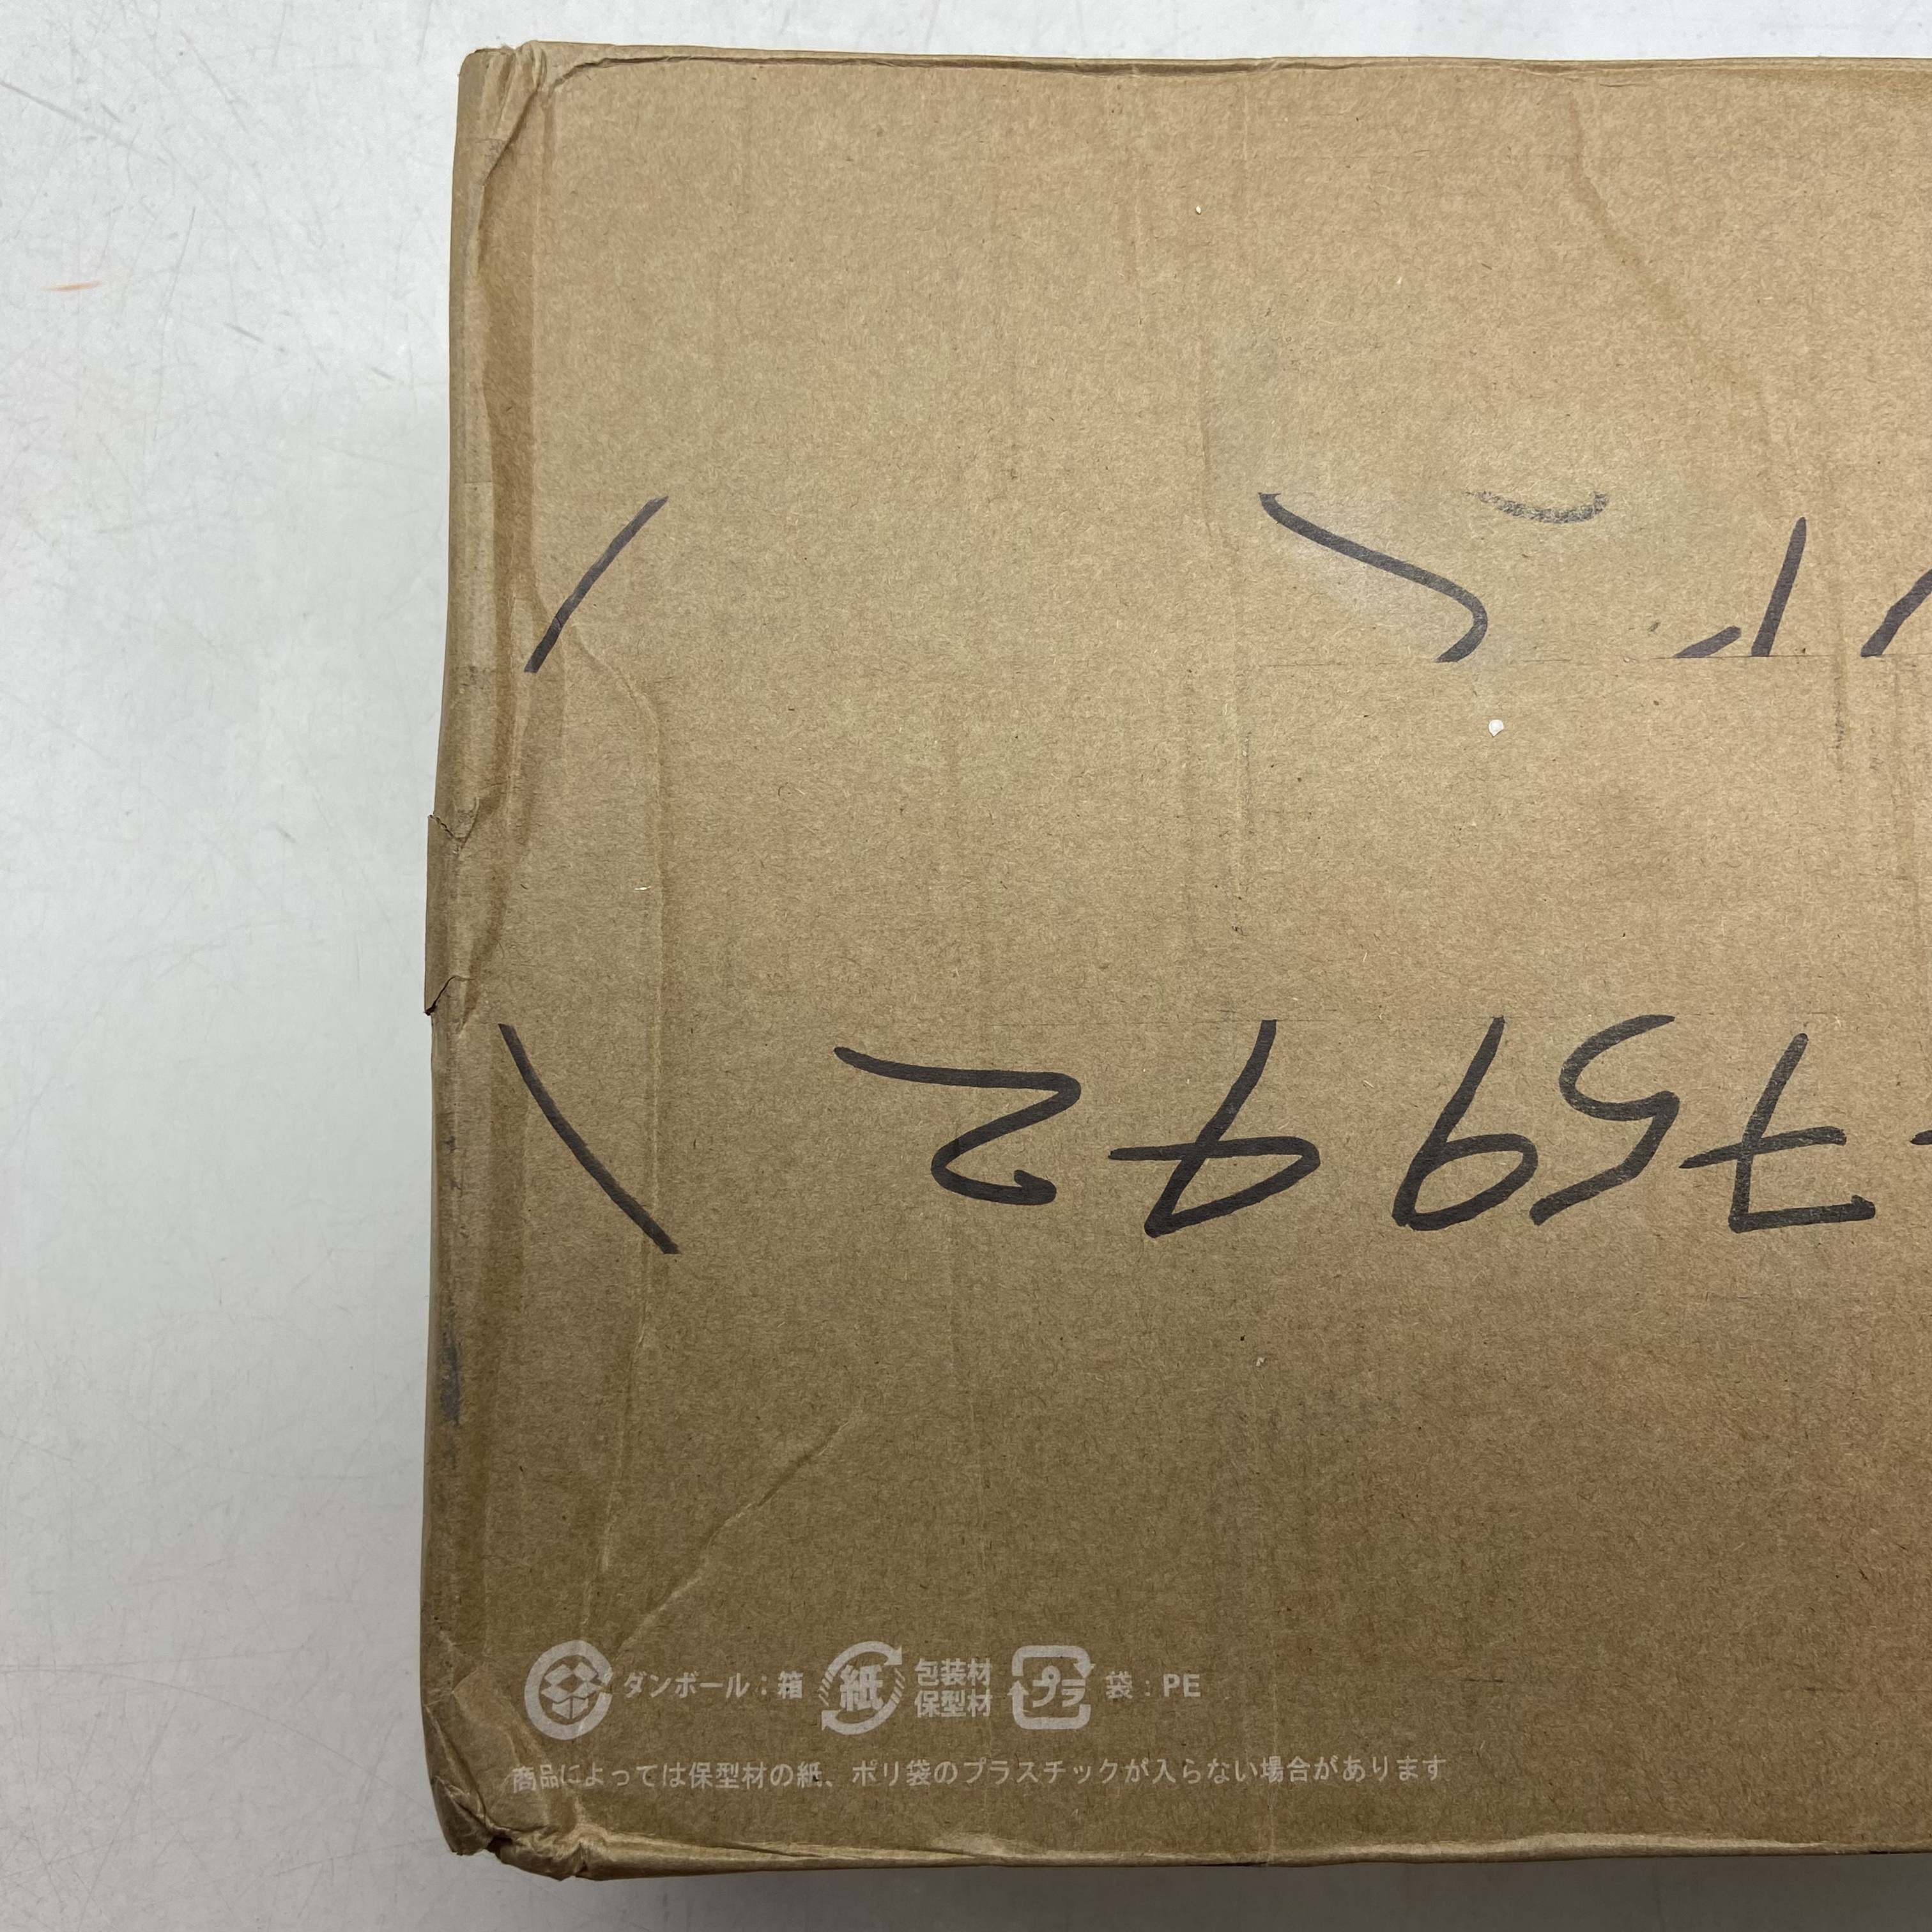 75942
ダンボール：箱 紙 包装材 保型材 プラ 袋：PE
商品によっては保型材の紙、ポリ袋のプラスチックが入らない場合があります